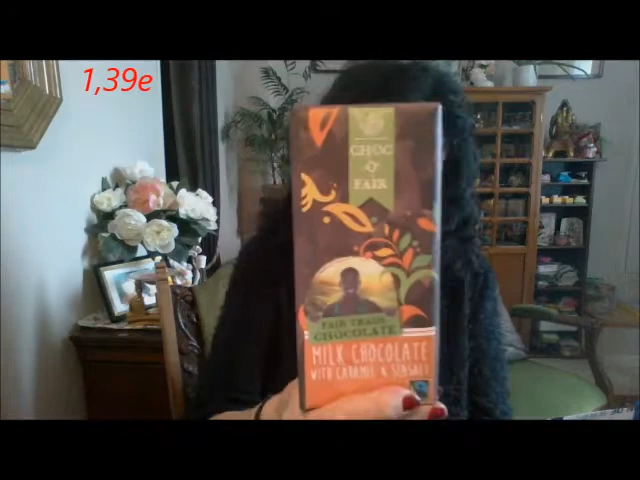 1,39e
CHOC
O
FAIR
FAIR TRADE
CHOCOLATE
MILK CHOCOLATE
WITH CARAMEL & SEASALT